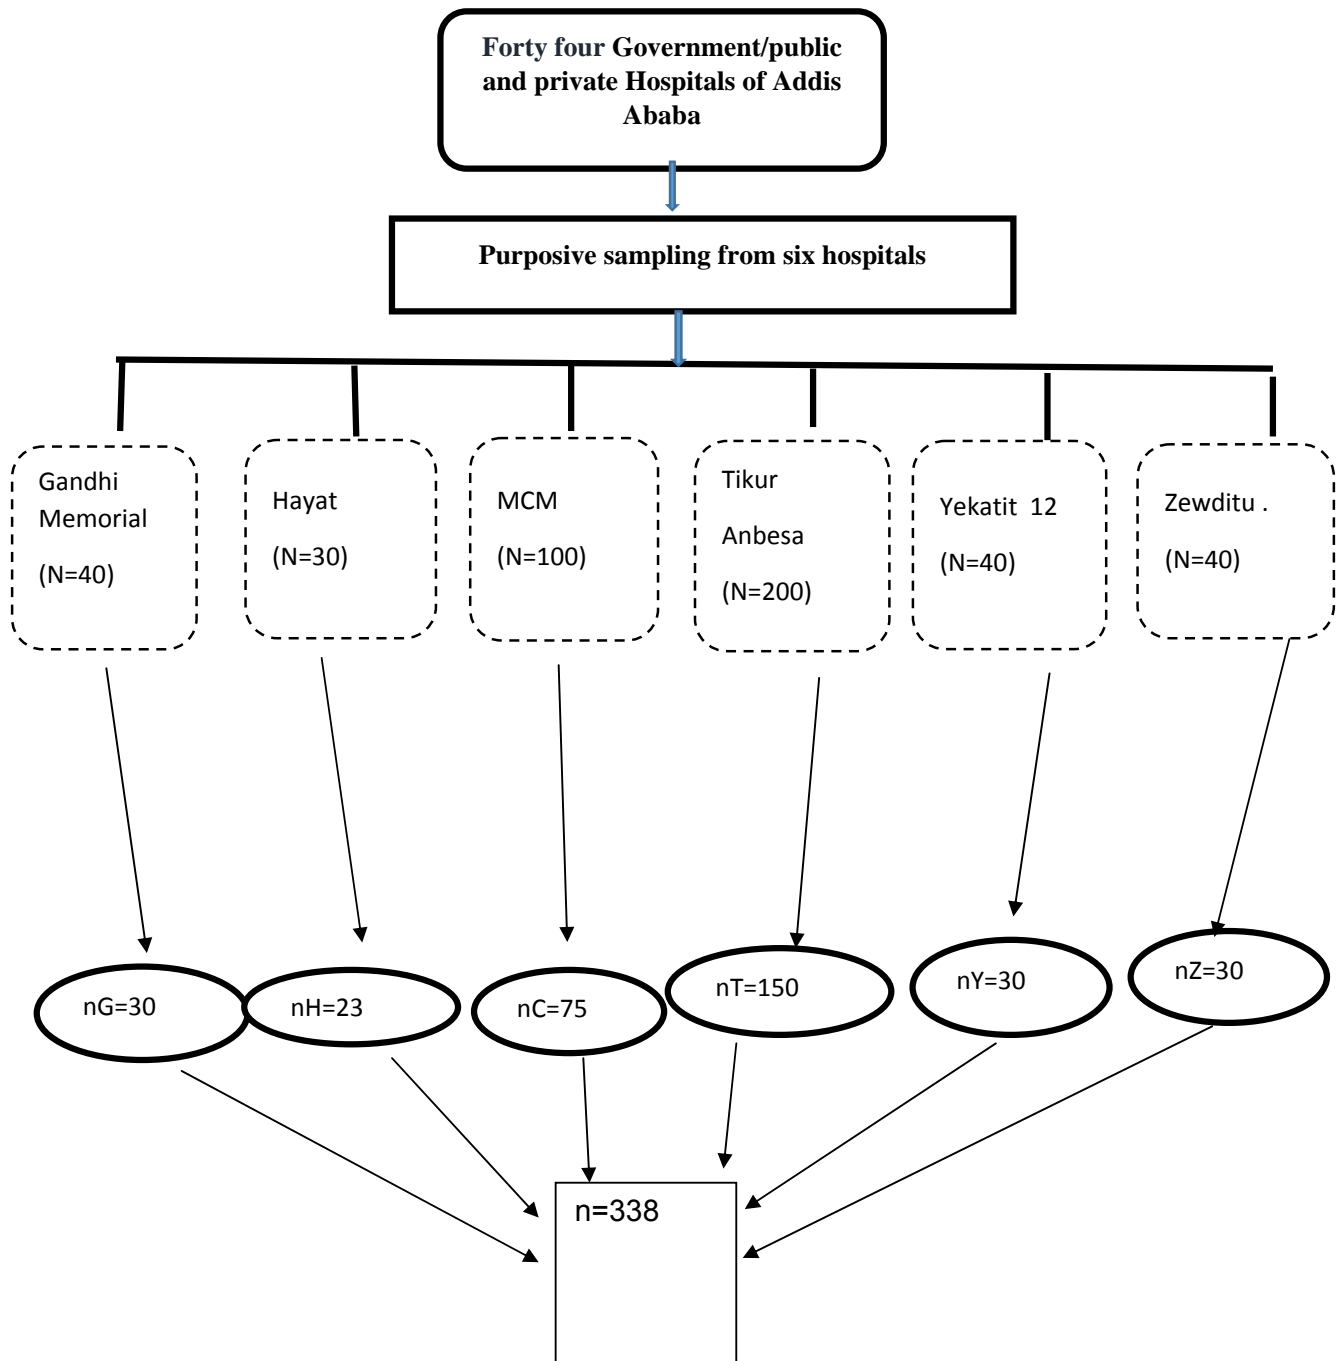 Forty four Government/public
and private Hospitals of Addis
Ababa
Purposive sampling from six hospitals
Gandhi
Memorial
(N=40)
Hayat
(N=30)
MCM
(N=100)
Tikur
Anbesa
(N=200)
Yekatit 12
(N=40)
Zewditu .
(N=40)
nG=30
nH=23
nC=75
nT=150
nY=30
nZ=30
n=338